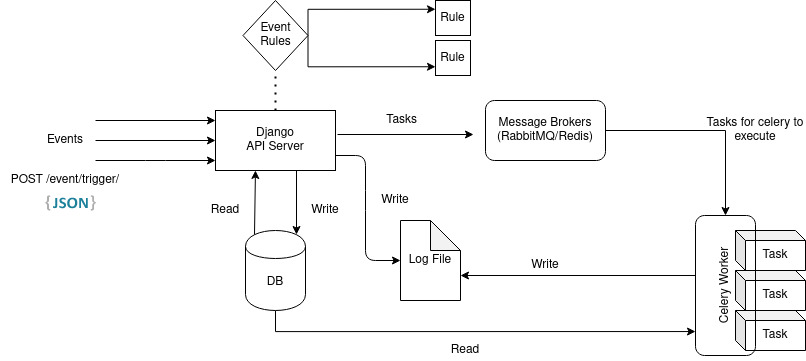 Event
Rules
Rule
Rule
Events
POST /event/trigger/
{JSON}
Django
API Server
Tasks
Message Brokers
(RabbitMQ/Redis)
Tasks for celery to
execute
Read
Write
Write
DB
Log File
Write
Celery Worker
Task
Task
Task
Read